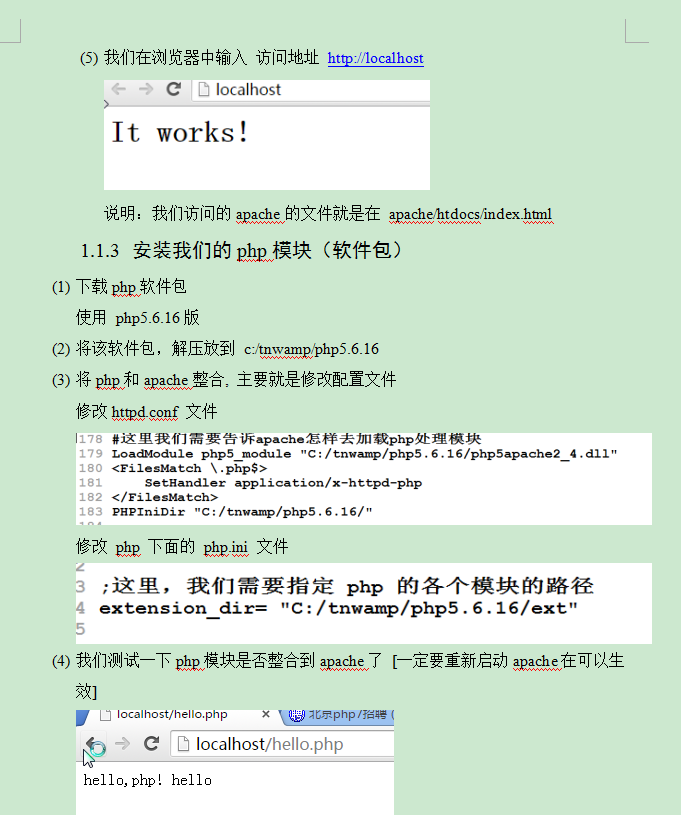 (5) 我们在浏览器中输入 访问地址 http://localhost
localhost
It works!
说明：我们访问的 apache 的文件就是在 apache/htdocs/index.html
1.1.3 安装我们的 php 模块（软件包）
(1) 下载 php 软件包
使用 php5.6.16 版
(2) 将该软件包，解压放到 c:/tnwamp/php5.6.16
(3) 将 php 和 apache 整合, 主要就是修改配置文件
修改 httpd.conf 文件
178 #这里我们需要告诉apache怎样去加载php处理模块
179 LoadModule php5_module "C:/tnwamp/php5.6.16/php5apache2_4.dll"
180 <FilesMatch \.php$>
181 SetHandler application/x-httpd-php
182 </FilesMatch>
183 PHPIniDir "C:/tnwamp/php5.6.16/"
修改 php 下面的 php.ini 文件
2
3 ;这里，我们需要指定 php 的各个模块的路径
4 extension_dir= "C:/tnwamp/php5.6.16/ext"
5
(4) 我们测试一下 php 模块是否整合到 apache 了 [一定要重新启动 apache 在可以生
效]
localhost/hello.php × 北京php7招聘（
localhost/hello.php
hello,php! hello